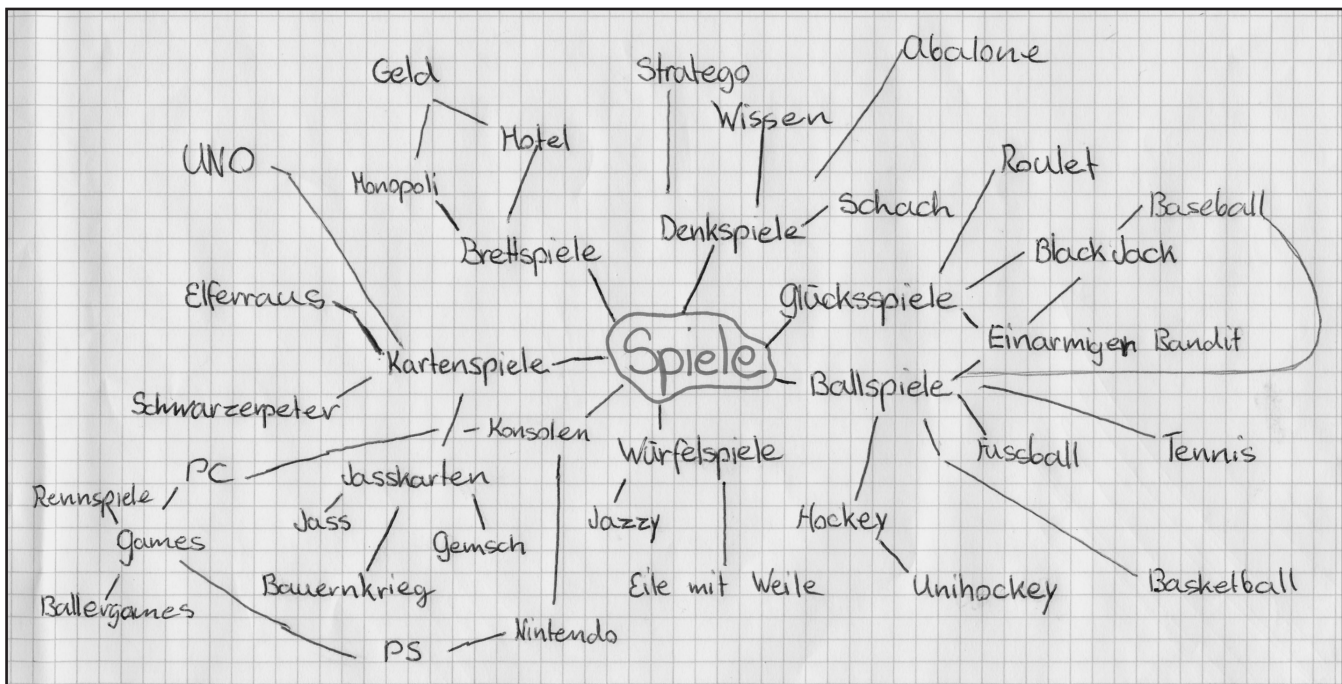 Abalone
Geld
Stratego
Wissen
Hotel
UNO
Roulet
Monopoli
Schach
Baseball
Denkspiele
Brettspiele
Black Jack
Elferraus
Glücksspiele
Einarmigen Bandit
Spiele
Kartenspiele
Ballspiele
Schwarzerpeter
Konsolen
Würfelspiele
Fussball
Tennis
PC
Jasskarten
Rennspiele
Jass
Jazzy
Hockey
Games
Gemsch
Bauernkrieg
Eile mit Weile
Unihockey
Basketball
Ballergames
Nintendo
PS